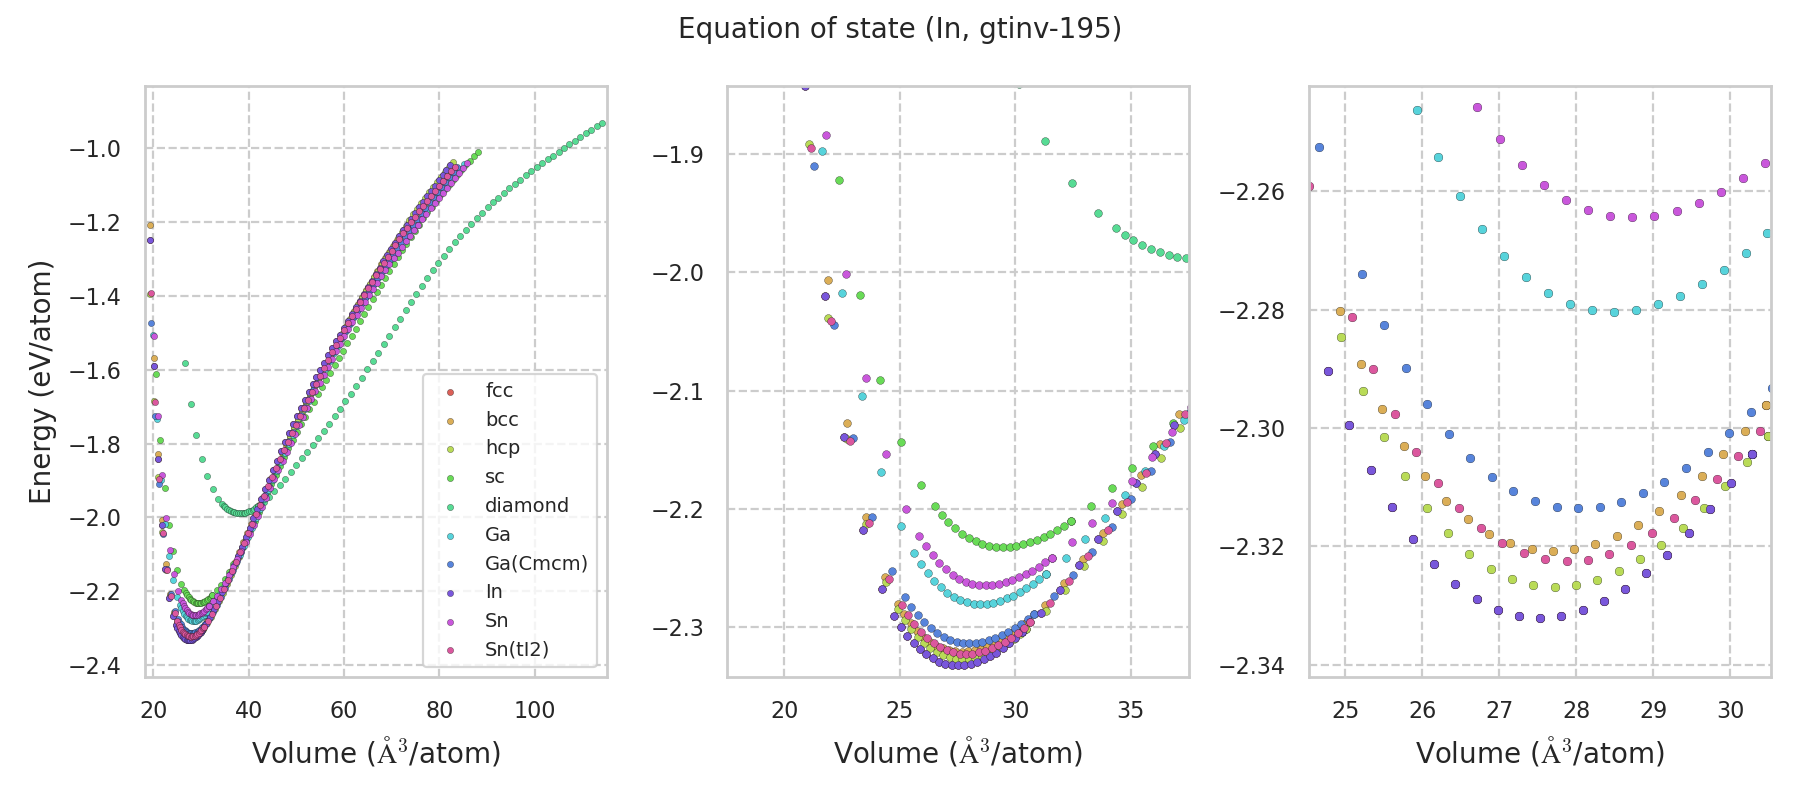 Equation of state (In, gtinv-195)
Energy (eV/atom)
−1.0
−1.2
−1.4
−1.6
−1.8
−2.0
−2.2
−2.4
20 40 60 80 100
Volume (Å³/atom)
fcc
bcc
hcp
sc
diamond
Ga
Ga(Cmcm)
In
Sn
Sn(tI2)
−1.9
−2.0
−2.1
−2.2
−2.3
20 25 30 35
Volume (Å³/atom)
−2.26
−2.28
−2.30
−2.32
−2.34
25 26 27 28 29 30
Volume (Å³/atom)